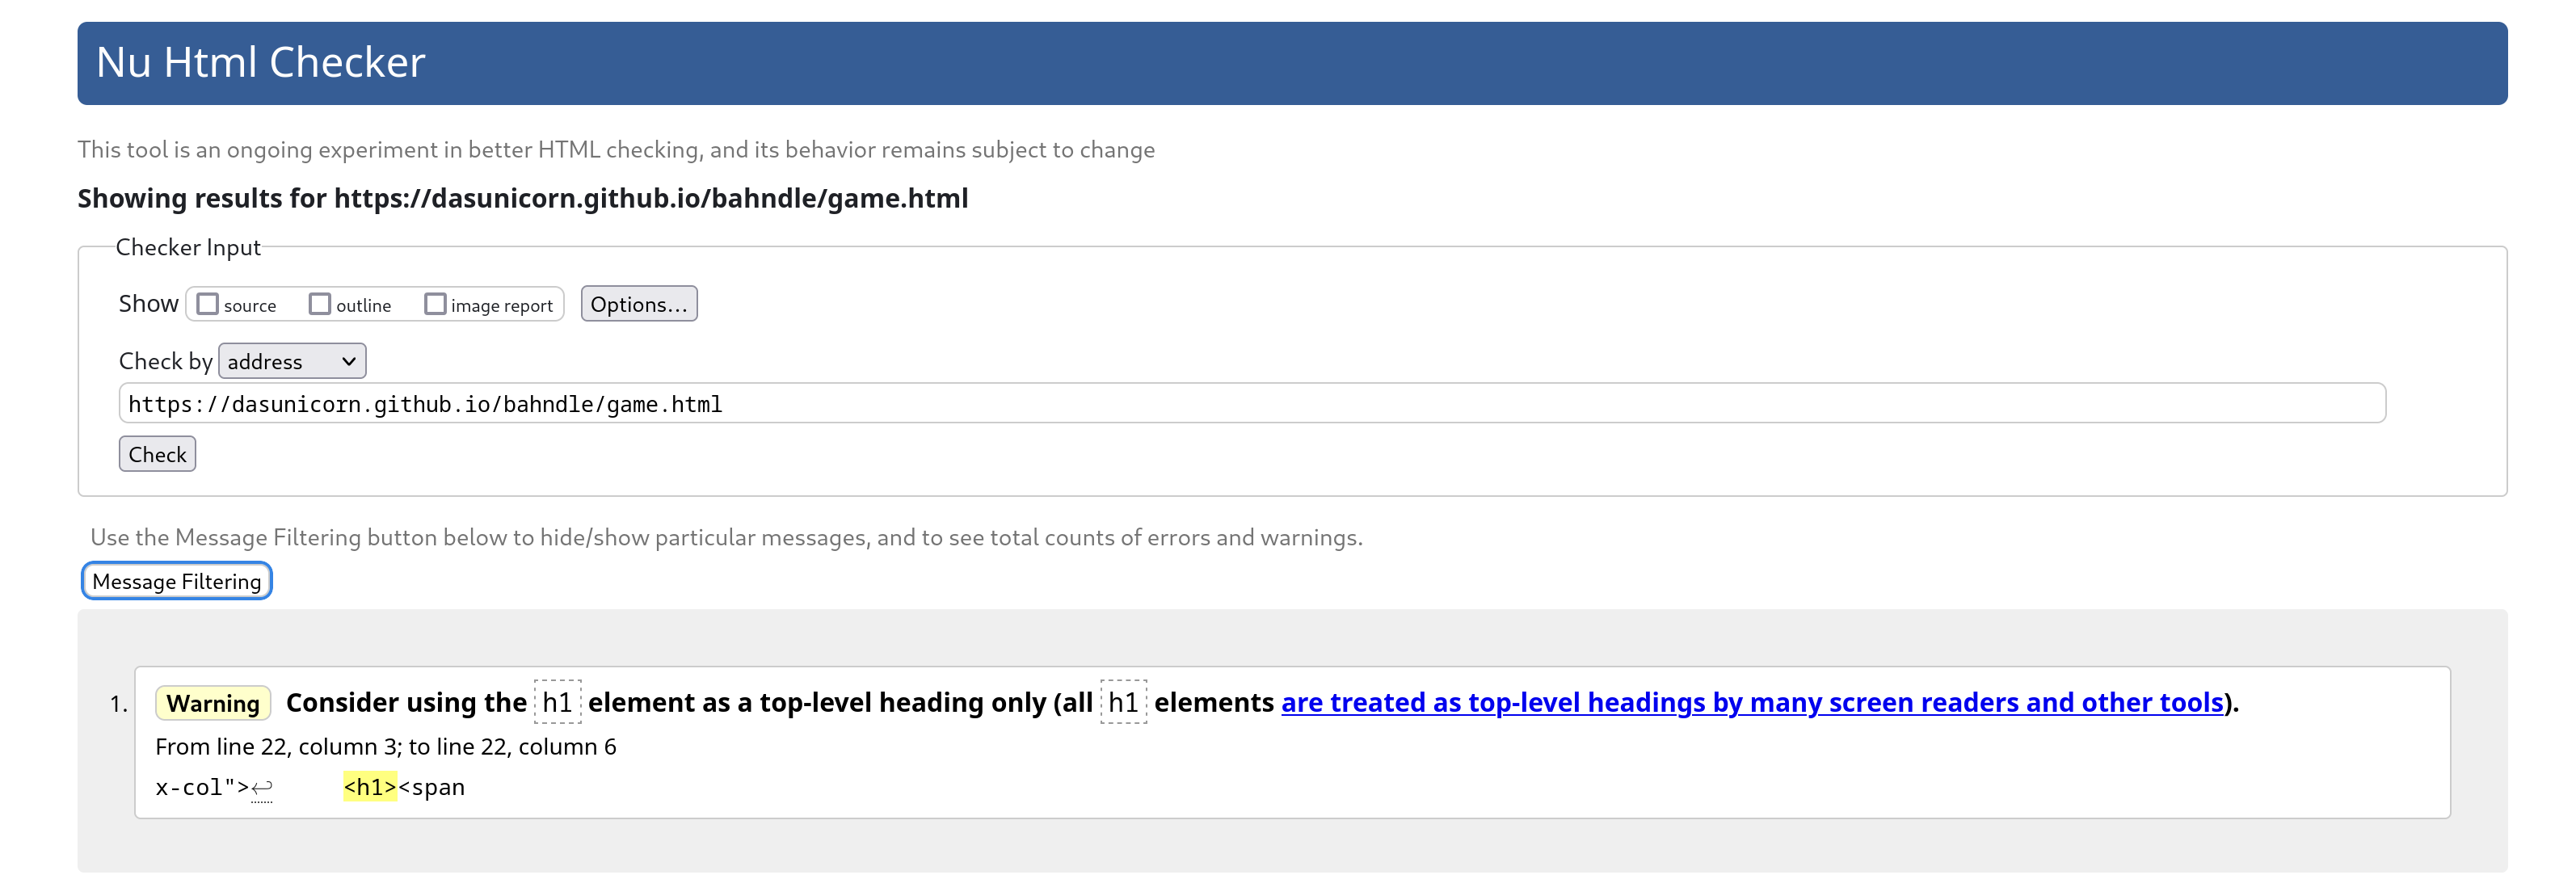 Nu Html Checker
This tool is an ongoing experiment in better HTML checking, and its behavior remains subject to change
Showing results for https://dasunicorn.github.io/bahndle/game.html
Checker Input
Show source outline image report Options...
Check by address
https://dasunicorn.github.io/bahndle/game.html
Check
Use the Message Filtering button below to hide/show particular messages, and to see total counts of errors and warnings.
Message Filtering
1. Warning Consider using the h1 element as a top-level heading only (all h1 elements are treated as top-level headings by many screen readers and other tools).
From line 22, column 3; to line 22, column 6
x-col">↩ <h1><span